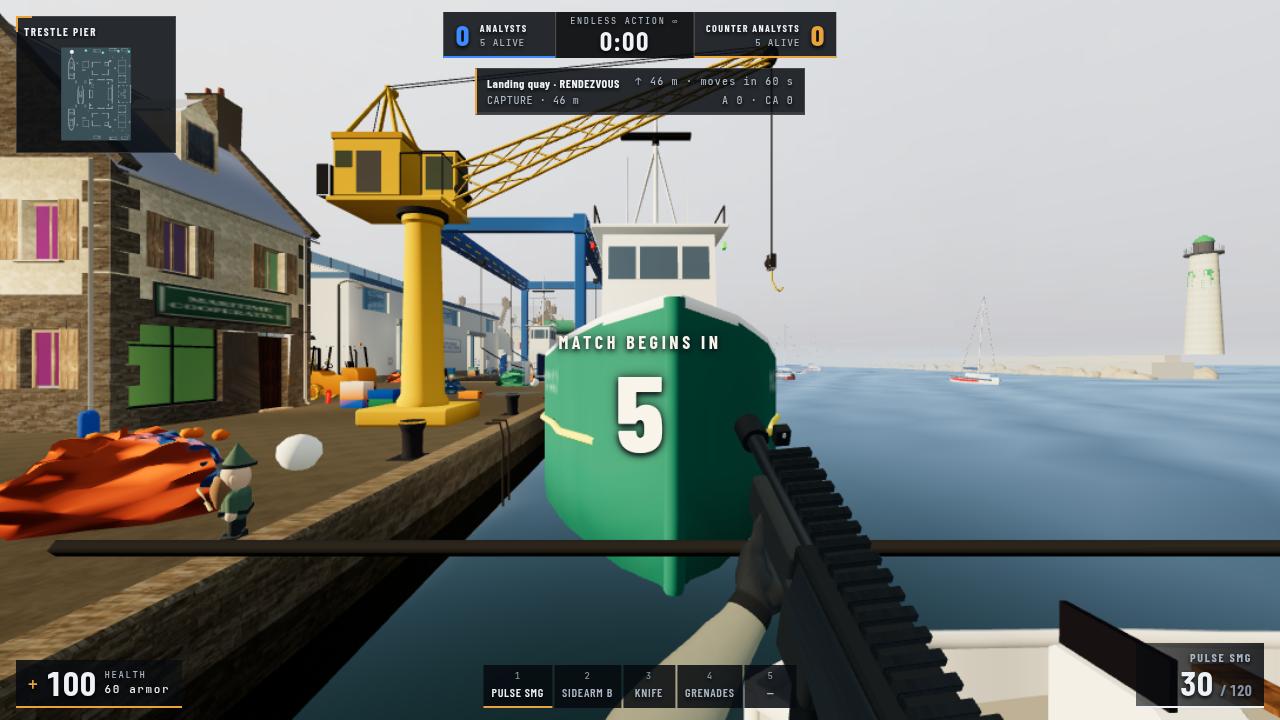 TRESTLE PIER
0
ANALYSTS
5 ALIVE
ENDLESS ACTION ∞
0:00
COUNTER ANALYSTS
5 ALIVE
0
Landing quay · RENDEZVOUS
↑ 46 m · moves in 60 s
CAPTURE · 46 m
A 0 · CA 0
MARITIME
COOPERATIVE
MATCH BEGINS IN
5
+ 100
HEALTH
60 armor
1
PULSE SMG
2
SIDEARM B
3
KNIFE
4
GRENADES
5
—
PULSE SMG
30 / 120